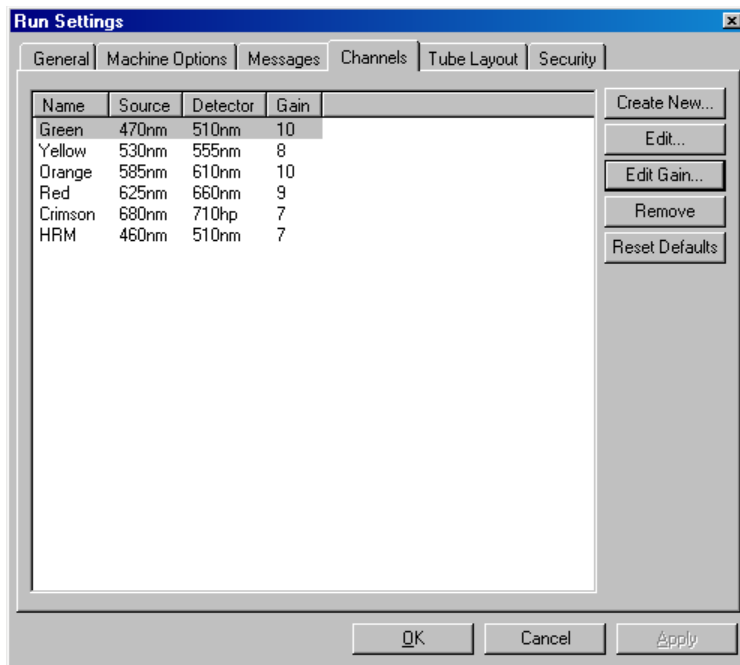 Run Settings
General Machine Options Messages Channels Tube Layout Security
Name Source Detector Gain
Green 470nm 510nm 10
Yellow 530nm 555nm 8
Orange 585nm 610nm 10
Red 625nm 660nm 9
Crimson 680nm 710hp 7
HRM 460nm 510nm 7
Create New...
Edit...
Edit Gain...
Remove
Reset Defaults
OK Cancel Apply